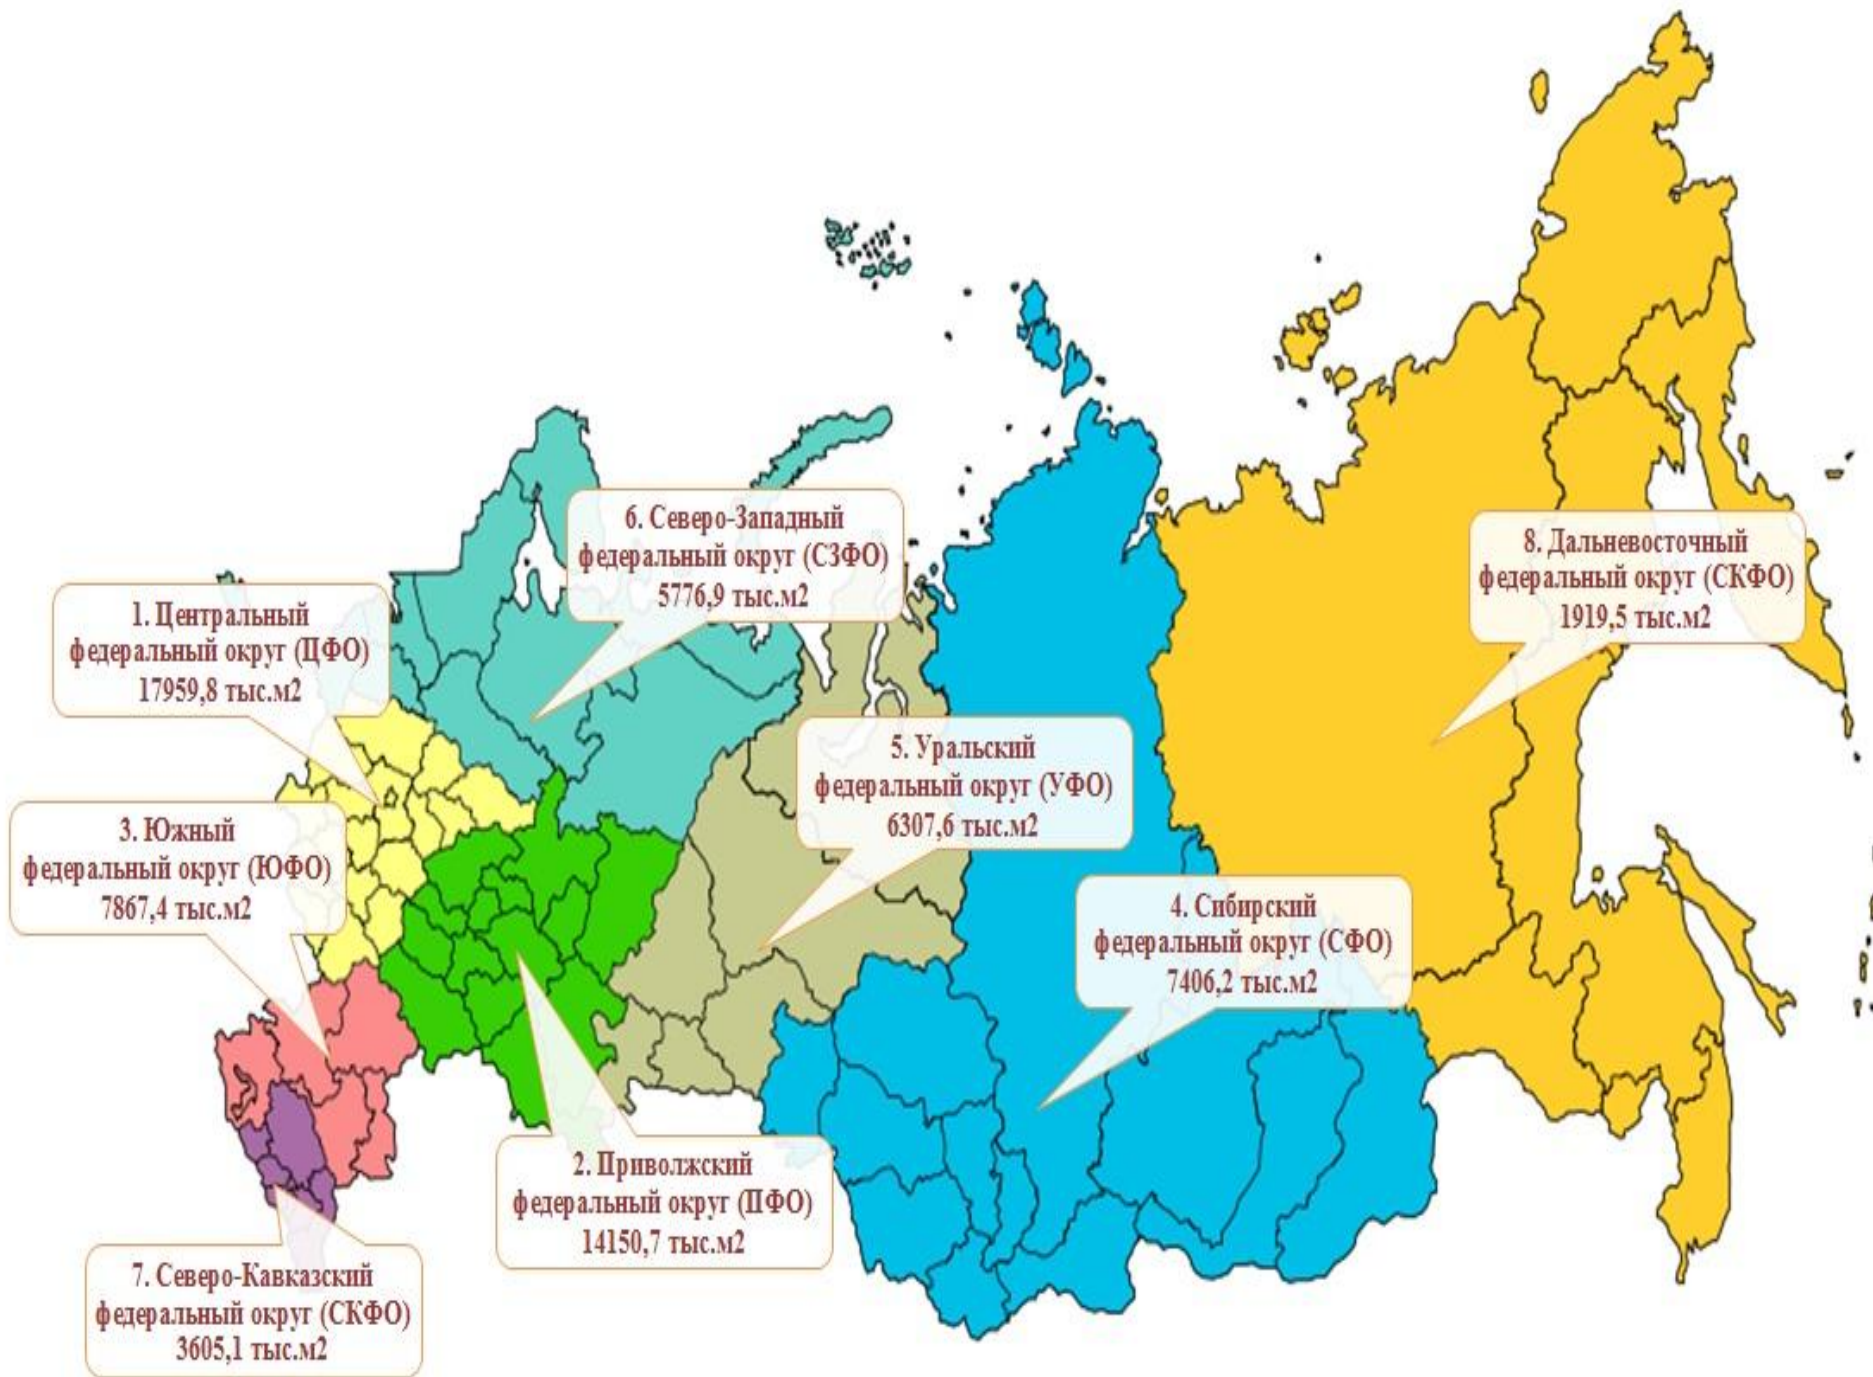 6. Северо-Западный
федеральный округ (СЗФО)
5776,9 тыс.м2
8. Дальневосточный
федеральный округ (СКФО)
1919,5 тыс.м2
1. Центральный
федеральный округ (ЦФО)
17959,8 тыс.м2
5. Уральский
федеральный округ (УФО)
6307,6 тыс.м2
3. Южный
федеральный округ (ЮФО)
7867,4 тыс.м2
4. Сибирский
федеральный округ (СФО)
7406,2 тыс.м2
2. Приволжский
федеральный округ (ПФО)
14150,7 тыс.м2
7. Северо-Кавказский
федеральный округ (СКФО)
3605,1 тыс.м2